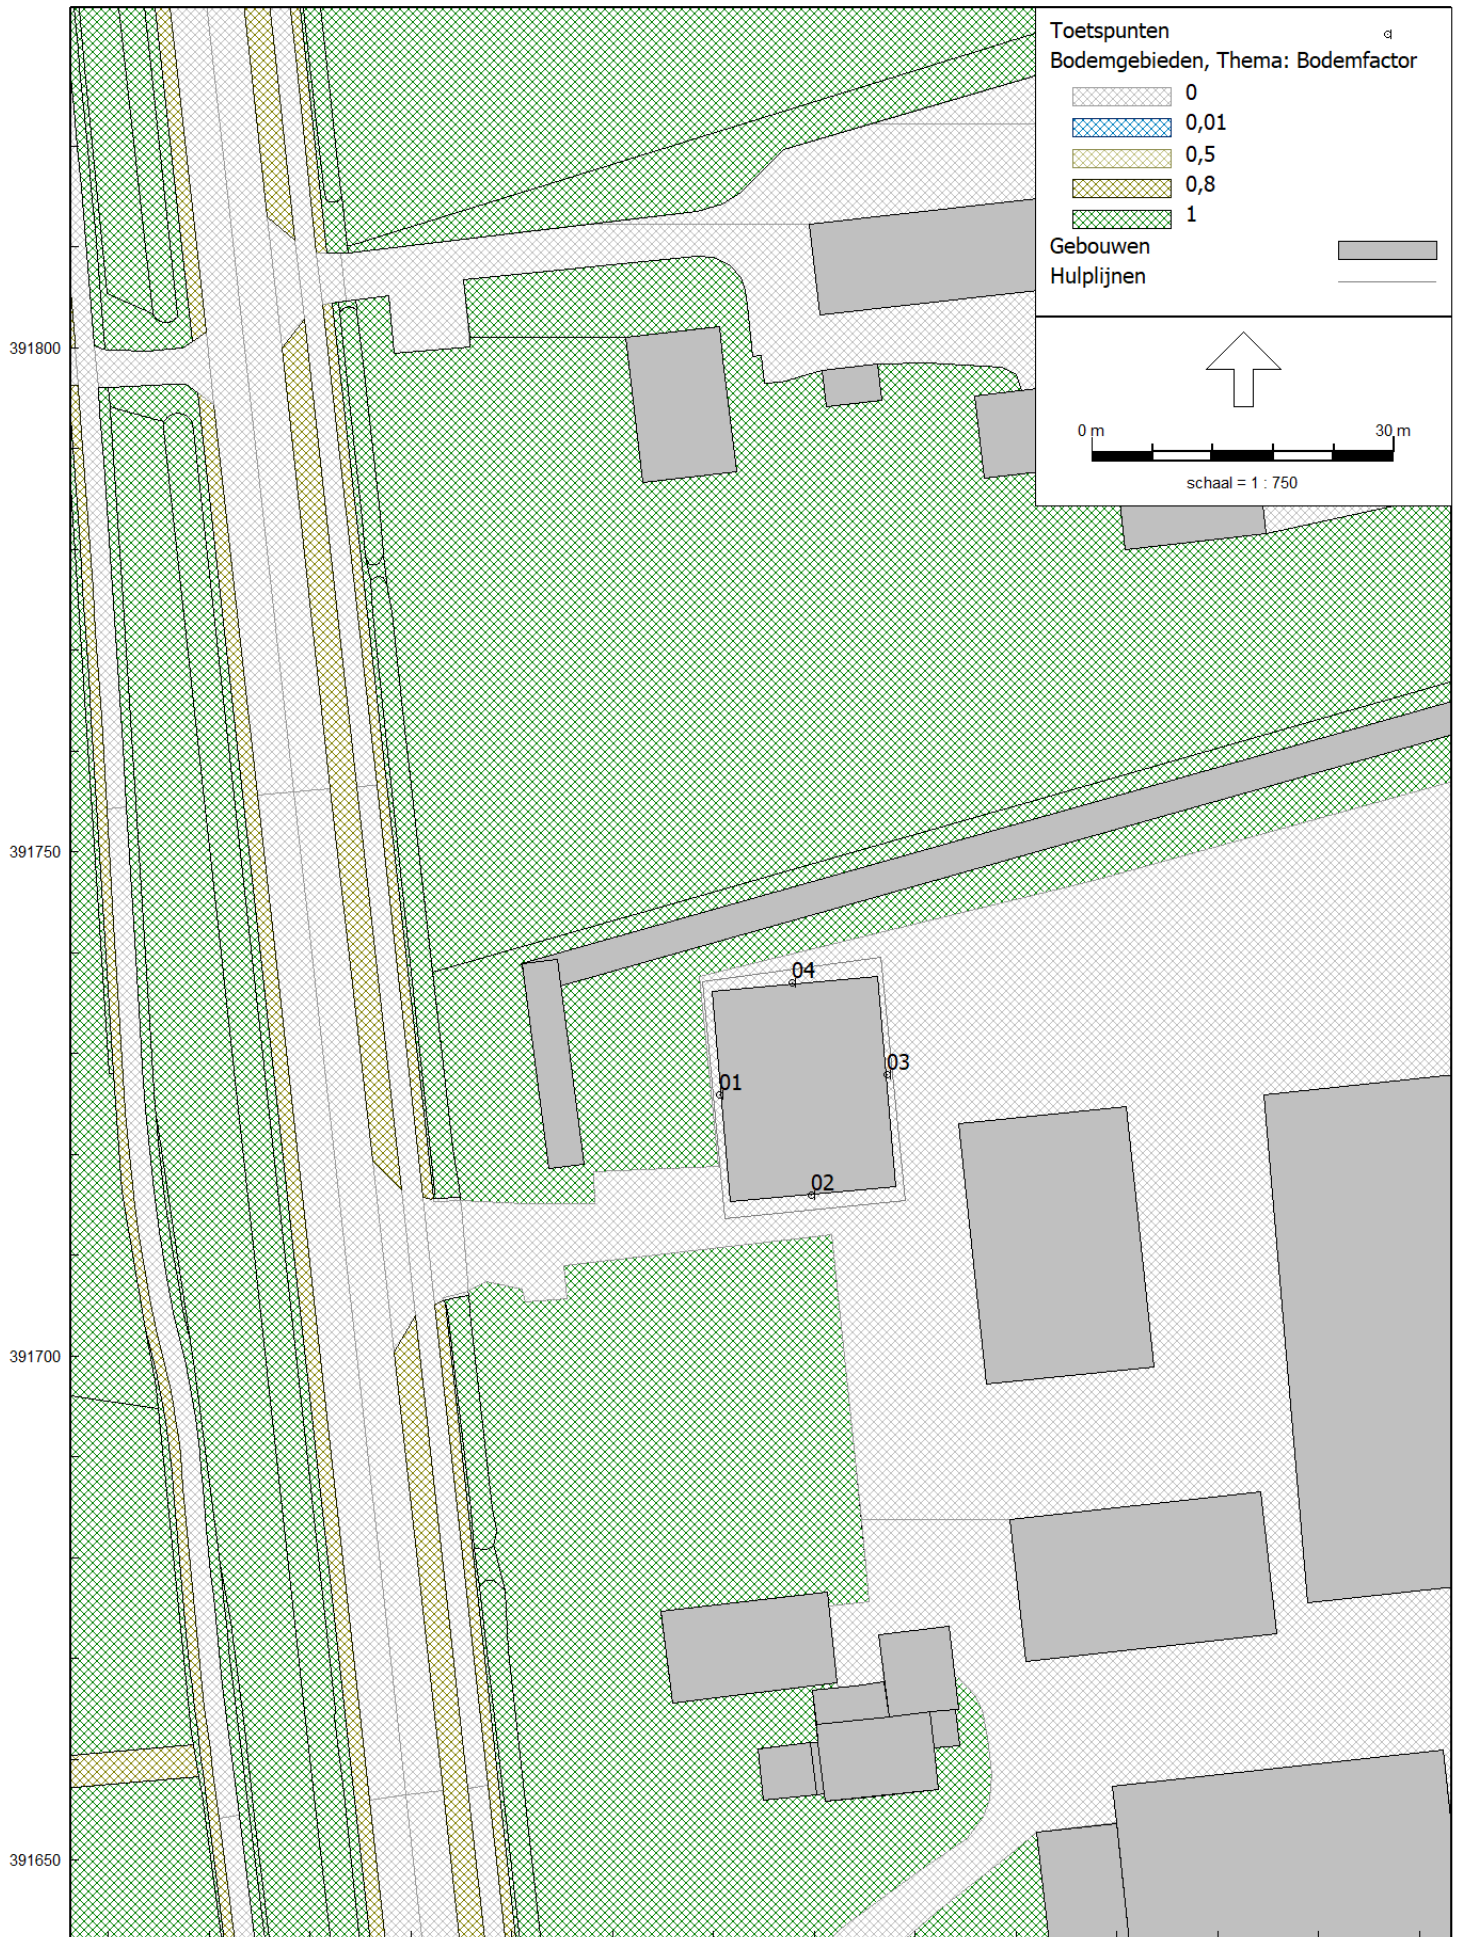 Toetspunten
Bodemgebieden, Thema: Bodemfactor
0
0,01
0,5
0,8
1
Gebouwen
Hulplijnen
0 m 30 m
schaal = 1 : 750
391800
391750
04
03
01
02
391700
391650